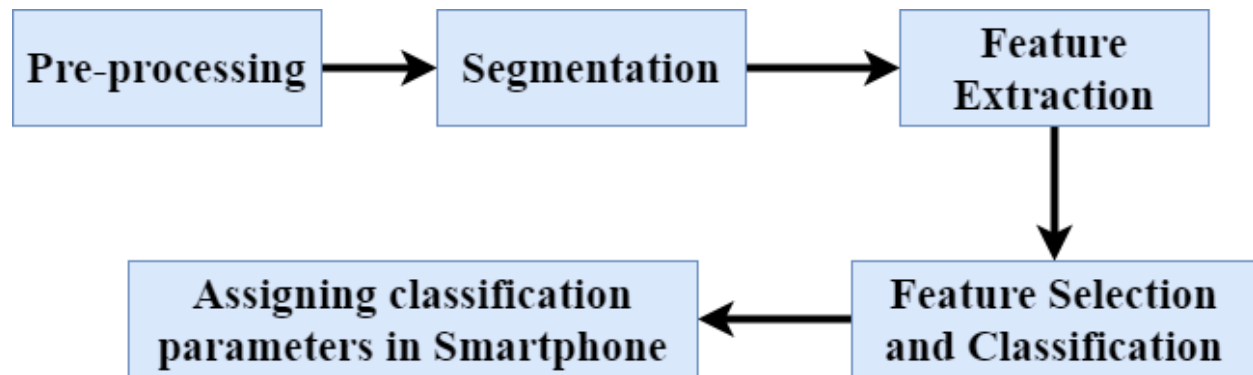 Pre-processing
Segmentation
Feature
Extraction
Feature Selection
and Classification
Assigning classification
parameters in Smartphone